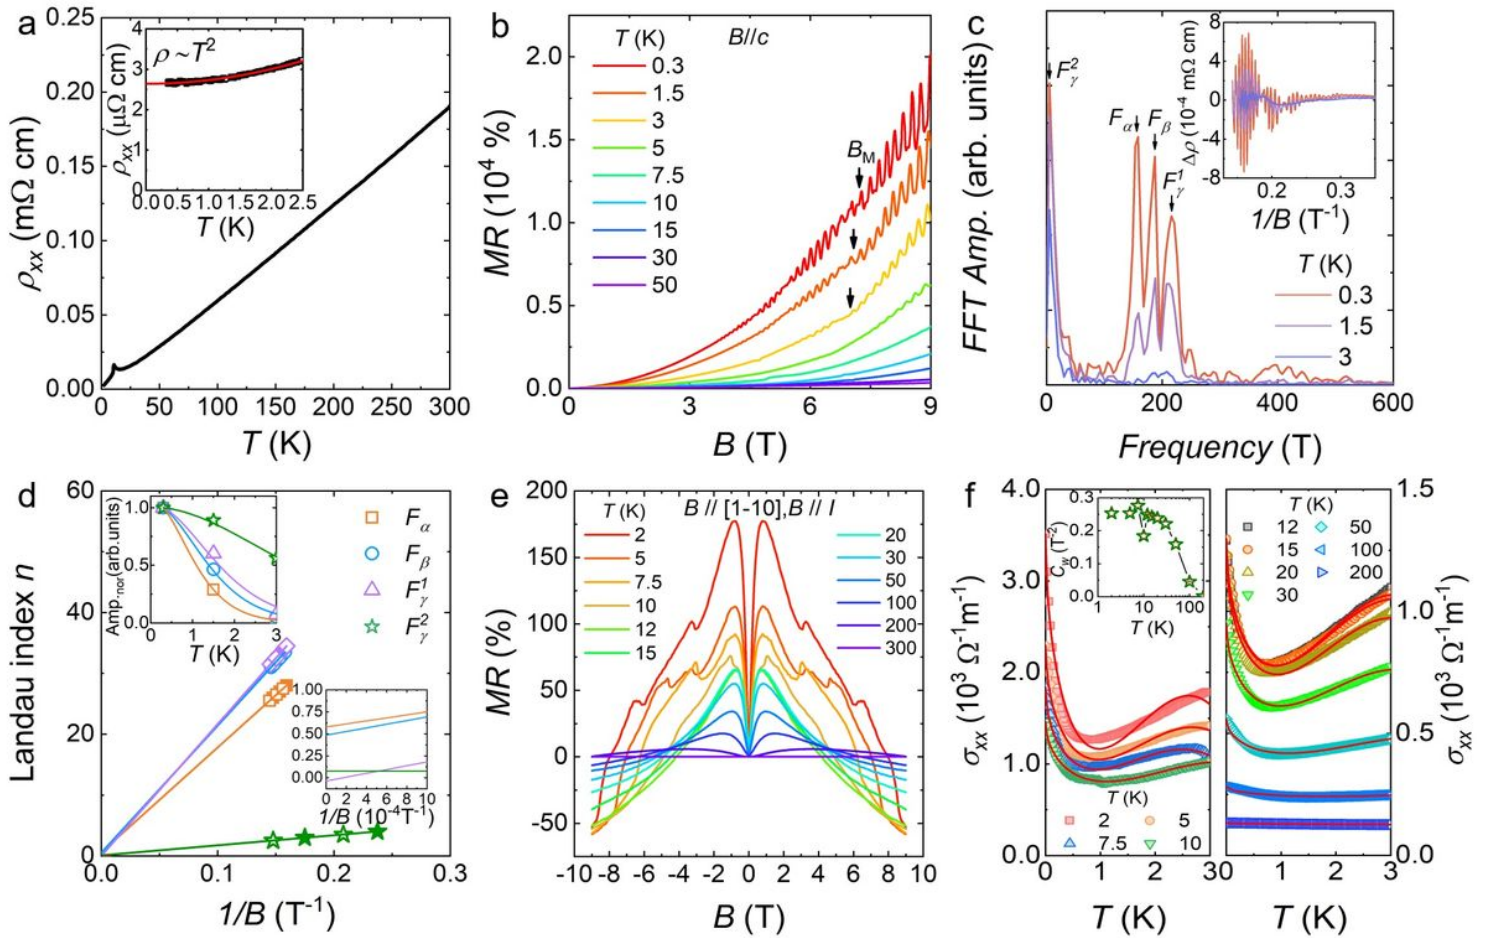 a
0.25
0.20
0.15
0.10
0.05
0.00
ρxx (mΩ cm)
0 50 100 150 200 250 300
T (K)
ρ ~T²
4
3
2
1
0
ρxx (μΩ cm)
0.0 0.5 1.0 1.5 2.0 2.5
T (K)
b
2.0
1.5
1.0
0.5
0.0
MR (10⁴ %)
T (K)
0.3
1.5
3
5
7.5
10
15
30
50
B//c
BM
0 3 6 9
B (T)
c
FFT Amp. (arb. units)
Fγ²
Fα
Fβ
Fγ¹
8
4
0
-4
-8
Δρ (10⁻⁴ mΩ cm)
0.2 0.3
1/B (T⁻¹)
T (K)
0.3
1.5
3
0 200 400 600
Frequency (T)
d
60
40
20
0
Landau index n
Fα
Fβ
Fγ¹
Fγ²
1.0
0.5
0.0
Amp.nor(arb.units)
0 1 2 3
T (K)
1.00
0.75
0.50
0.25
0.00
0 2 4 6 8 10
1/B (10⁻⁴T⁻¹)
0.0 0.1 0.2 0.3
1/B (T⁻¹)
e
200
150
100
50
0
-50
MR (%)
B // [1-10],B // I
T (K)
2
5
7.5
10
12
15
20
30
50
100
200
300
-10 -8 -6 -4 -2 0 2 4 6 8 10
B (T)
f
4.0
3.0
2.0
1.0
0.0
σxx (10³ Ω⁻¹m⁻¹)
0.3
0.2
0.1
0.0
Cw (T⁻²)
1 10 100
T (K)
T (K)
2 5
7.5 10
0 1 2 3
T (K)
T (K)
12 50
15 100
20 200
30
0 1 2 3
T (K)
1.5
1.0
0.5
0.0
σxx (10³ Ω⁻¹m⁻¹)